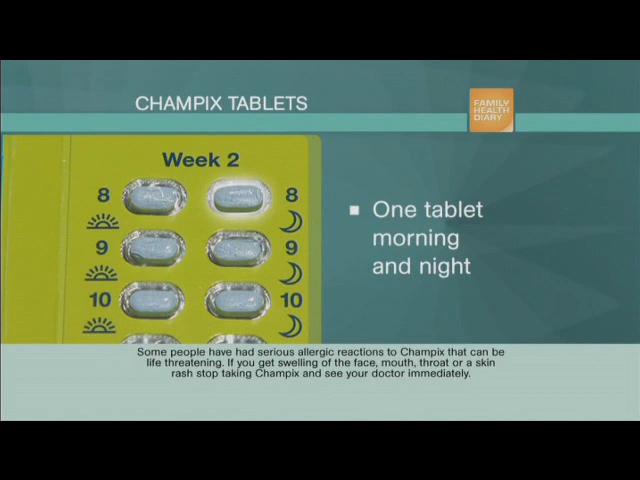 CHAMPIX TABLETS
FAMILY
HEALTH
DIARY
Week 2
8 8
9 9
10 10
One tablet
morning
and night
Some people have had serious allergic reactions to Champix that can be
life threatening. If you get swelling of the face, mouth, throat or a skin
rash stop taking Champix and see your doctor immediately.